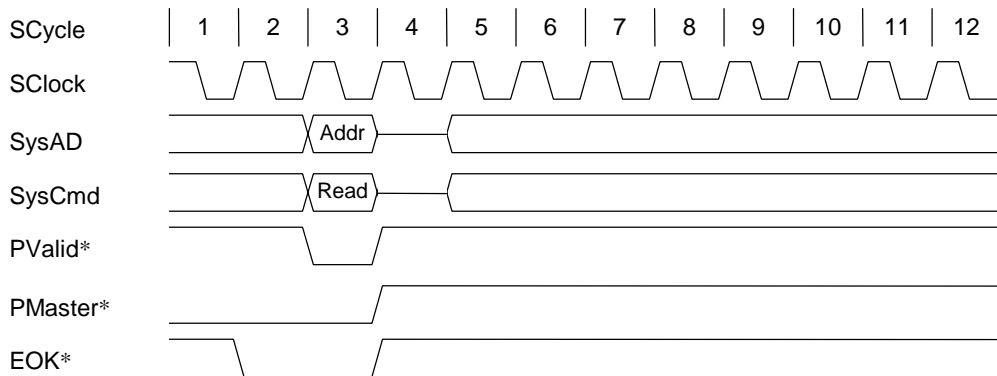 SCycle 1 2 3 4 5 6 7 8 9 10 11 12
SClock
SysAD Addr
SysCmd Read
PValid*
PMaster*
EOK*